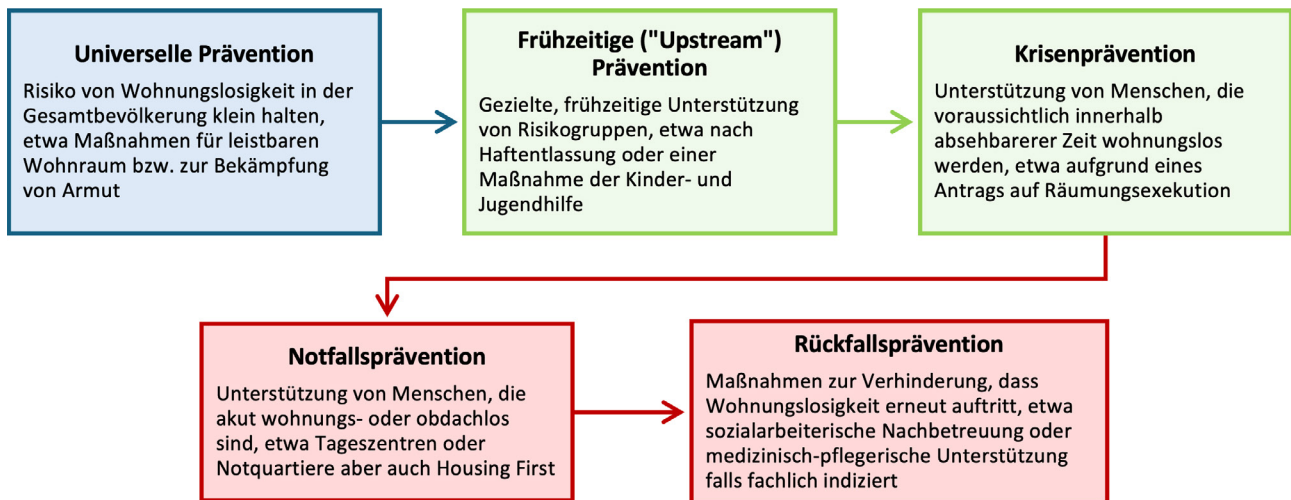 Universelle Prävention
Risiko von Wohnungslosigkeit in der
Gesamtbevölkerung klein halten,
etwa Maßnahmen für leistbaren
Wohnraum bzw. zur Bekämpfung
von Armut
Frühzeitige ("Upstream")
Prävention
Gezielte, frühzeitige Unterstützung
von Risikogruppen, etwa nach
Haftentlassung oder einer
Maßnahme der Kinder- und
Jugendhilfe
Krisenprävention
Unterstützung von Menschen, die
voraussichtlich innerhalb
absehbarerer Zeit wohnungslos
werden, etwa aufgrund eines
Antrags auf Räumungsexekution
Notfallsprävention
Unterstützung von Menschen, die
akut wohnungs- oder obdachlos
sind, etwa Tageszentren oder
Notquartiere aber auch Housing First
Rückfallsprävention
Maßnahmen zur Verhinderung, dass
Wohnungslosigkeit erneut auftritt, etwa
sozialarbeiterische Nachbetreuung oder
medizinisch-pflegerische Unterstützung
falls fachlich indiziert